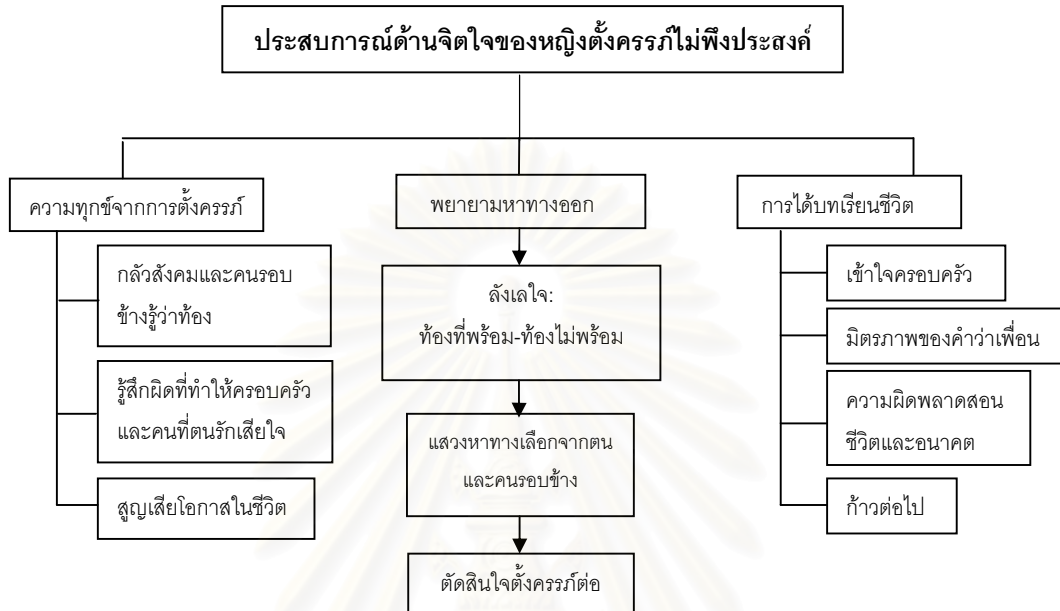 ประสบการณ์ด้านจิตใจของหญิงตั้งครรภ์ไม่พึงประสงค์
ความทุกข์จากการตั้งครรภ์
กลัวสังคมและคนรอบ
ข้างรู้ว่าท้อง
รู้สึกผิดที่ทำให้ครอบครัว
และคนที่ตนรักเสียใจ
สูญเสียโอกาสในชีวิต
พยายามหาทางออก
ลังเลใจ:
ท้องที่พร้อม-ท้องไม่พร้อม
แสวงหาทางเลือกจากตน
และคนรอบข้าง
ตัดสินใจตั้งครรภ์ต่อ
การได้บทเรียนชีวิต
เข้าใจครอบครัว
มิตรภาพของคำว่าเพื่อน
ความผิดพลาดสอน
ชีวิตและอนาคต
ก้าวต่อไป